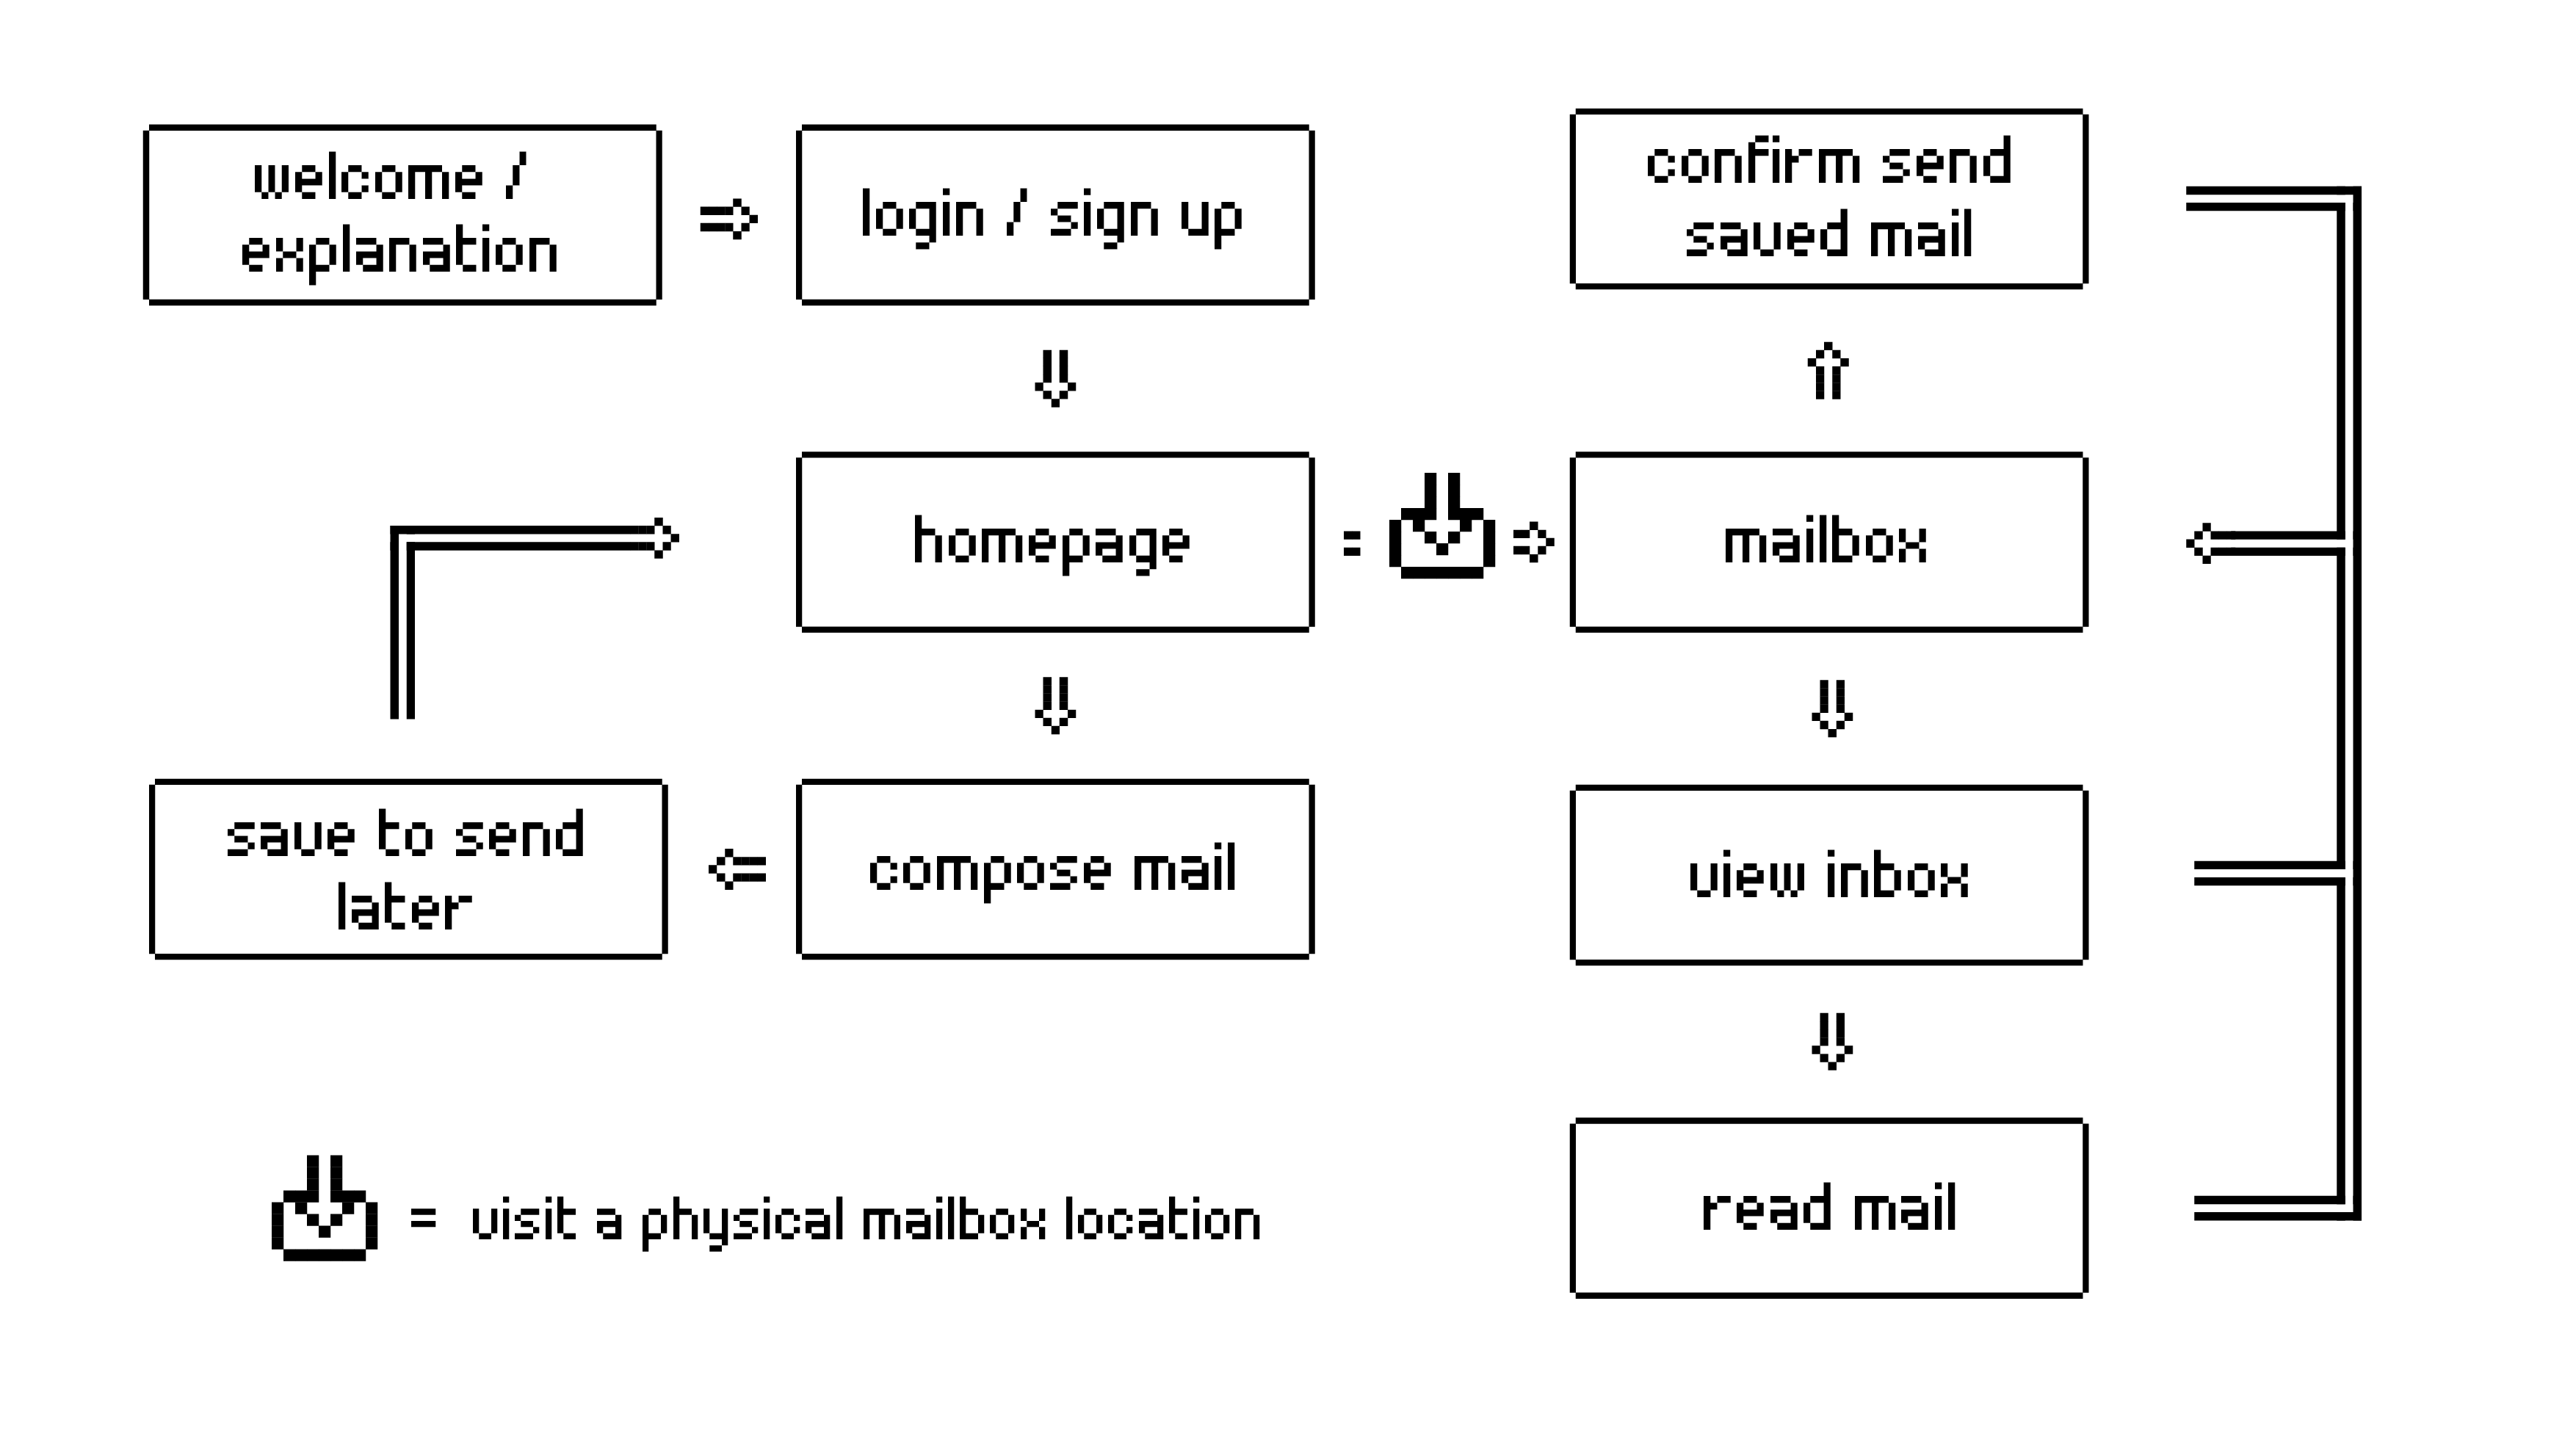 welcome /
explanation
login / sign up
confirm send
saved mail
homepage
=
mailbox
save to send
later
compose mail
view inbox
read mail
= visit a physical mailbox location